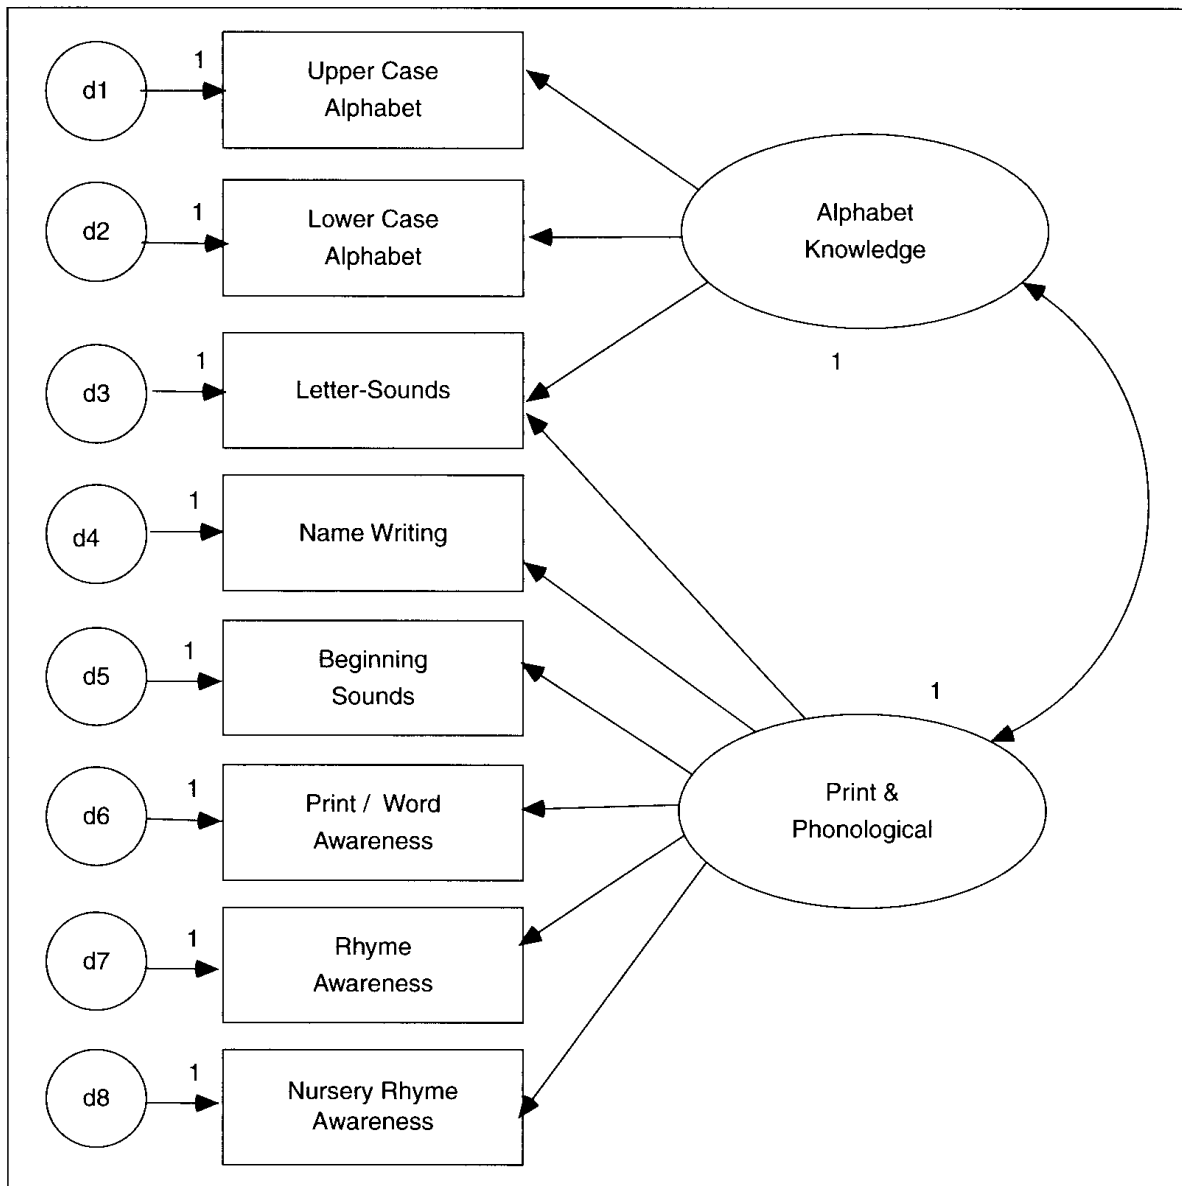 d1
1
Upper Case
Alphabet
d2
1
Lower Case
Alphabet
d3
1
Letter-Sounds
d4
1
Name Writing
d5
1
Beginning
Sounds
d6
1
Print / Word
Awareness
d7
1
Rhyme
Awareness
d8
1
Nursery Rhyme
Awareness
Alphabet
Knowledge
1
1
Print &
Phonological